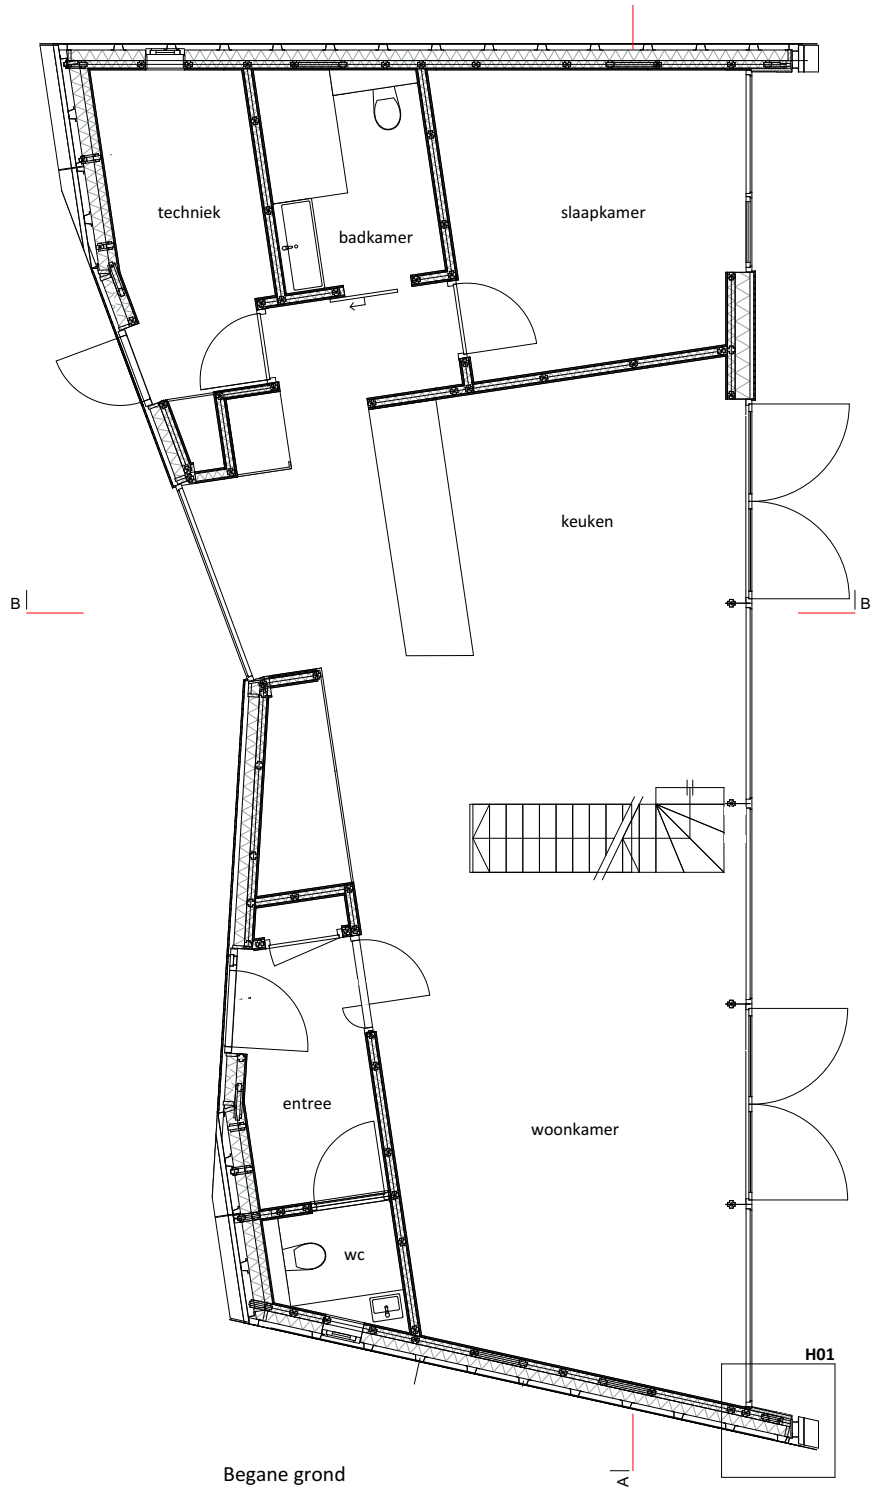 techniek
badkamer
slaapkamer
keuken
B
B
entree
woonkamer
wc
H01
Begane grond
A